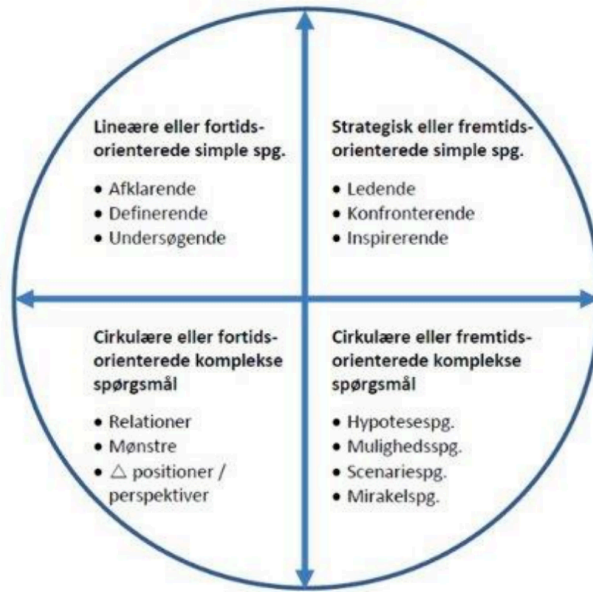 Lineære eller fortids-
orienterede simple spg.
• Afklarende
• Definerende
• Undersøgende
Strategisk eller fremtids-
orienterede simple spg.
• Ledende
• Konfronterende
• Inspirerende
Cirkulære eller fortids-
orienterede komplekse
spørgsmål
• Relationer
• Mønstre
• △ positioner /
perspektiver
Cirkulære eller fremtids-
orienterede komplekse
spørgsmål
• Hypotesespg.
• Mulighedsspg.
• Scenariespg.
• Mirakelspg.